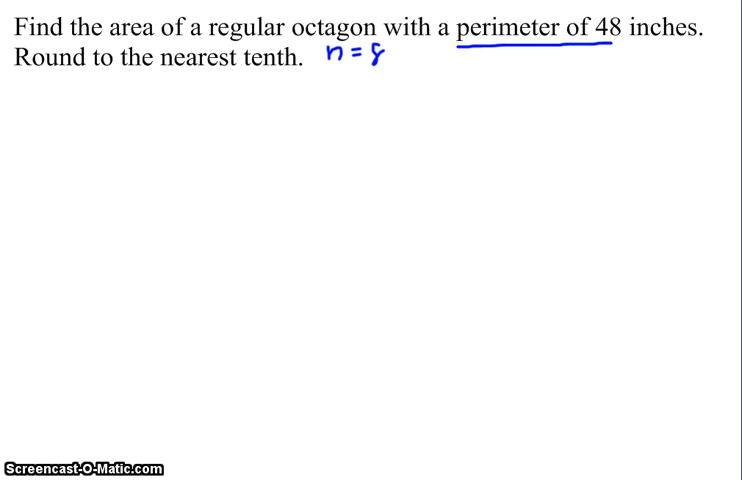 Find the area of a regular octagon with a perimeter of 48 inches.
Round to the nearest tenth. n = 8
Screencast-O-Matic.com